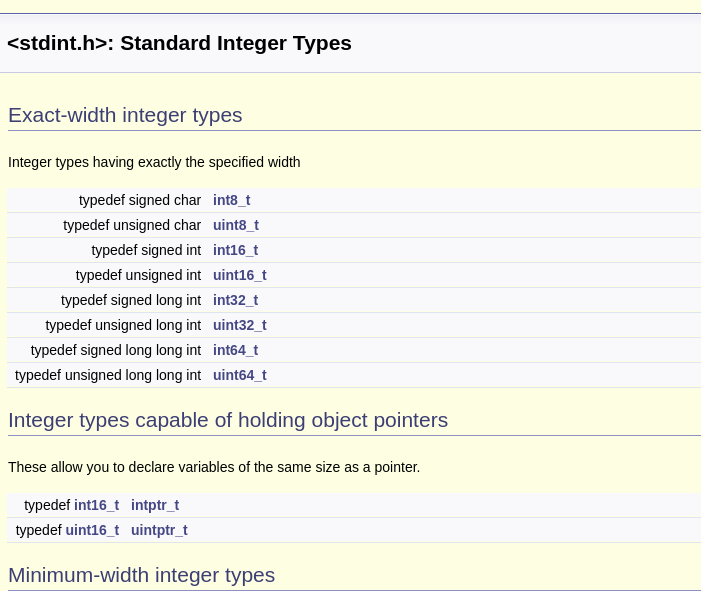 <stdint.h>: Standard Integer Types
Exact-width integer types
Integer types having exactly the specified width
typedef signed char int8_t
typedef unsigned char uint8_t
typedef signed int int16_t
typedef unsigned int uint16_t
typedef signed long int int32_t
typedef unsigned long int uint32_t
typedef signed long long int int64_t
typedef unsigned long long int uint64_t
Integer types capable of holding object pointers
These allow you to declare variables of the same size as a pointer.
typedef int16_t intptr_t
typedef uint16_t uintptr_t
Minimum-width integer types